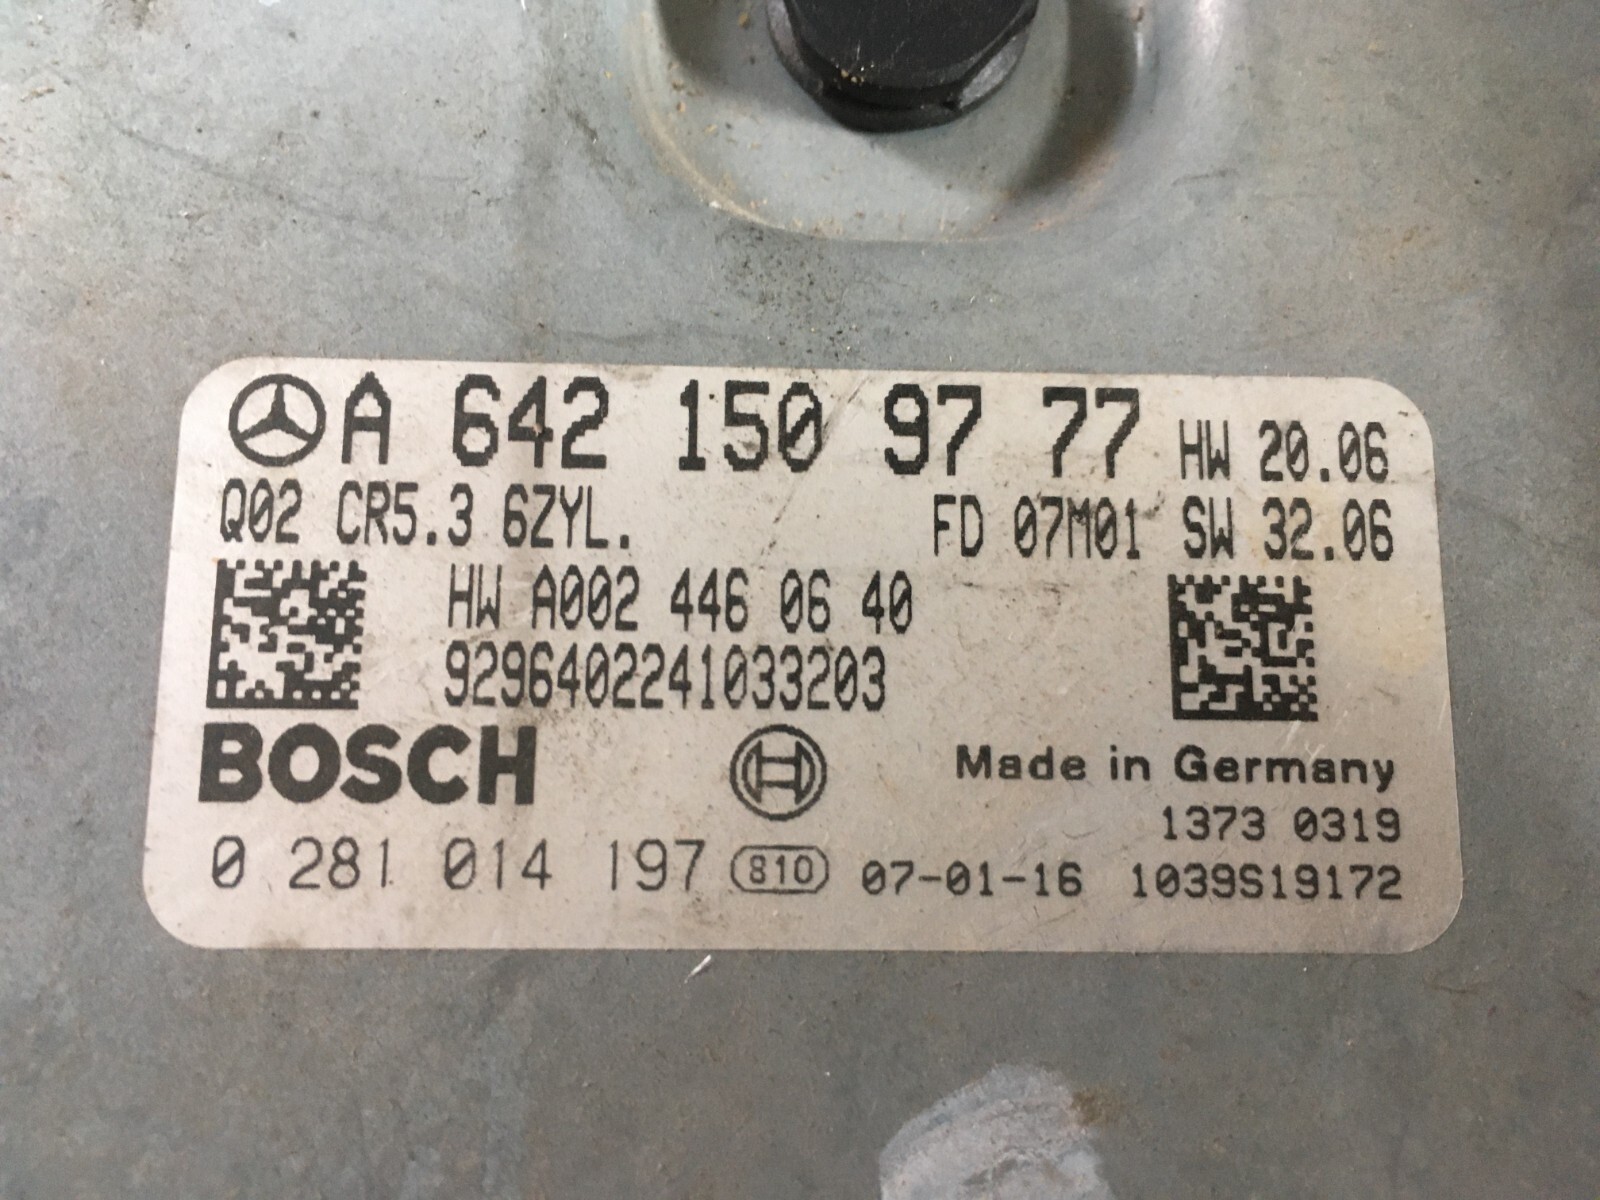 A 642 150 97 77 HW 20.06
Q02 CR5.3 6ZYL. FD 07M01 SW 32.06
HW A002 446 06 40
9296402241033203
BOSCH Made in Germany
1373 0319
0 281 014 197 810 07-01-16 1039S19172